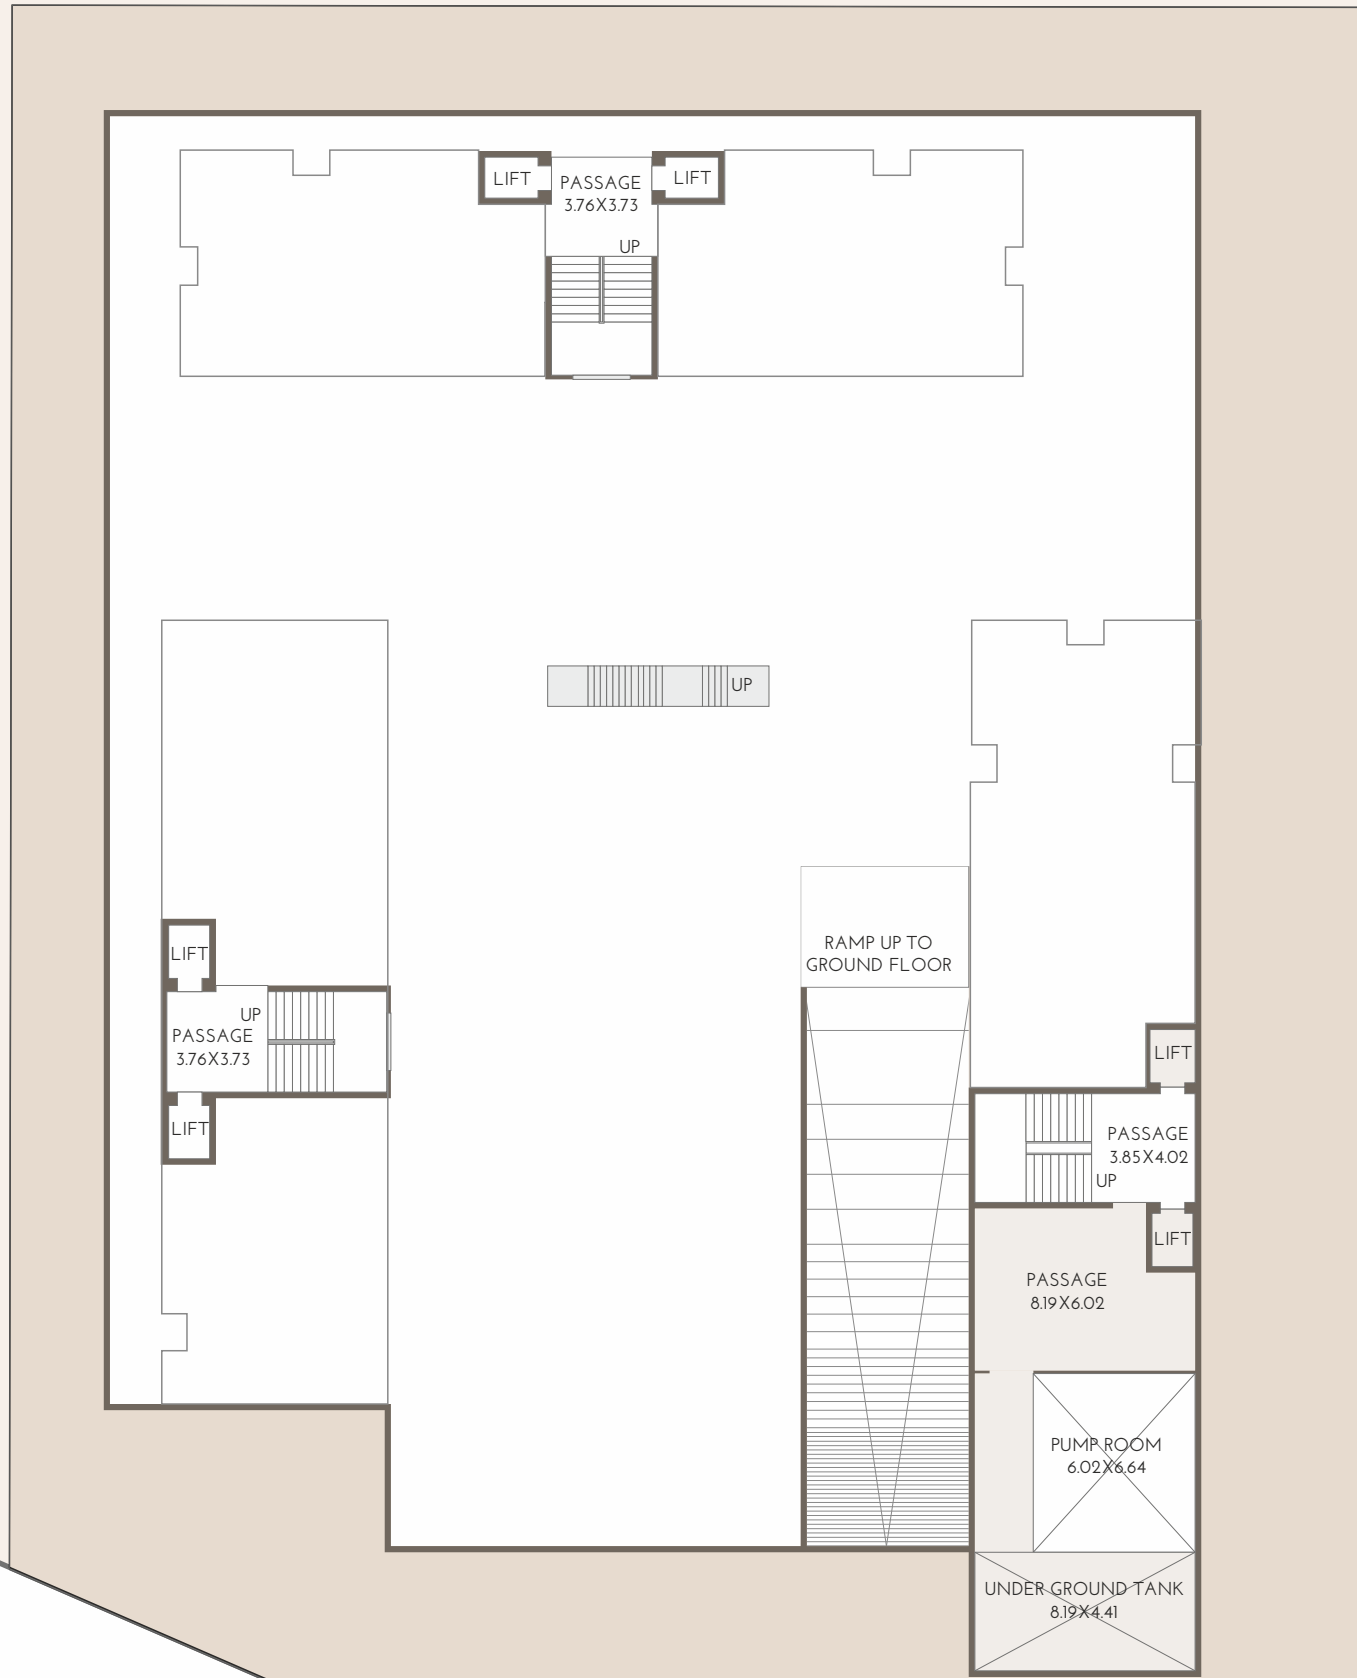 LIFT
PASSAGE
3.76X3.73
LIFT
UP
UP
RAMP UP TO
GROUND FLOOR
LIFT
UP
PASSAGE
3.76X3.73
LIFT
LIFT
PASSAGE
3.85X4.02
UP
LIFT
PASSAGE
8.19X6.02
PUMP ROOM
6.02X6.64
UNDER GROUND TANK
8.19X4.41